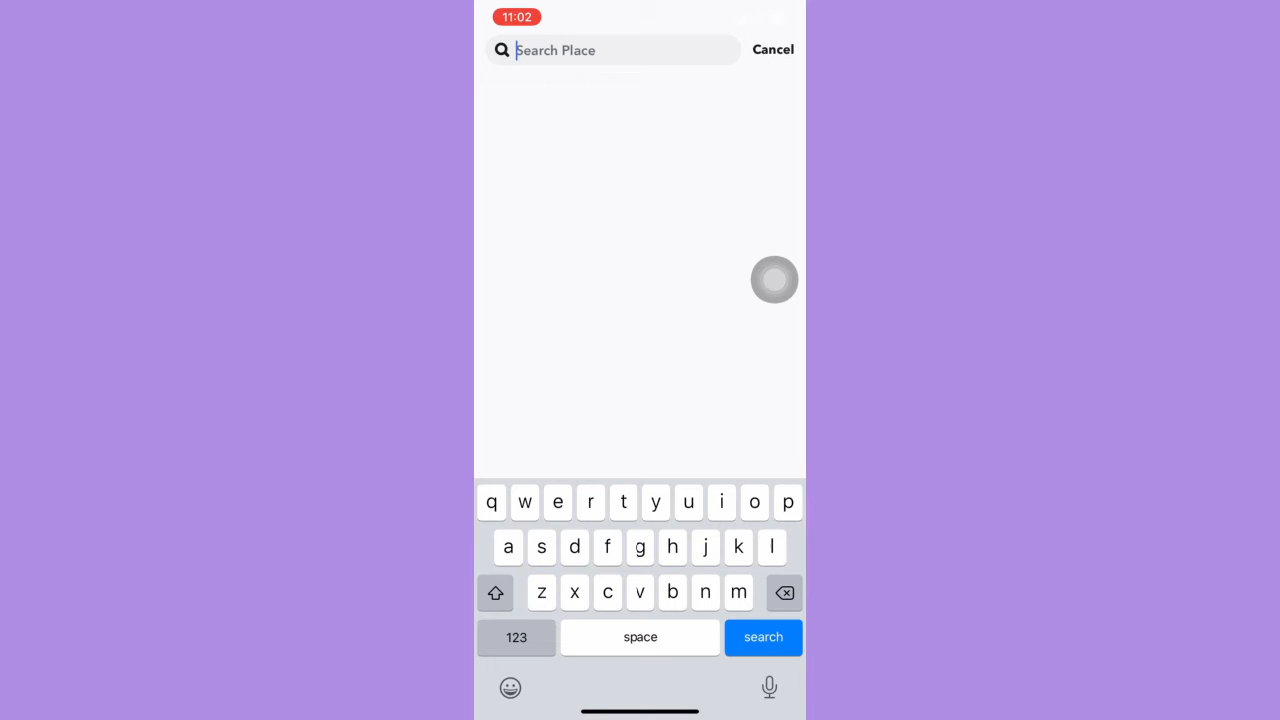 11:02
Search Place Cancel
q w e r t y u i o p
a s d f g h j k l
z x c v b n m
123 space search